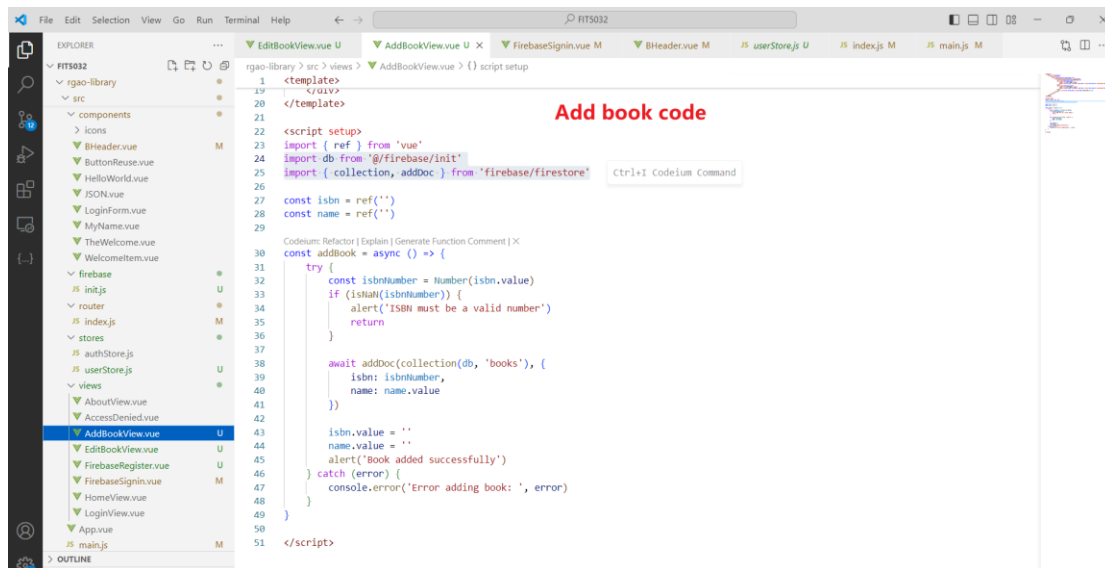 File Edit Selection View Go Run Terminal Help
FIT5032
EXPLORER
FIT5032
rgao-library
src
components
icons
BHeader.vue M
ButtonReuse.vue
HelloWorld.vue
JSON.vue
LoginForm.vue
MyName.vue
TheWelcome.vue
WelcomeItem.vue
firebase
JS init.js U
router
JS index.js M
stores
JS authStore.js
JS userStore.js U
views
AboutView.vue
AccessDenied.vue
AddBookView.vue U
EditBookView.vue U
FirebaseRegister.vue U
FirebaseSignin.vue M
HomeView.vue
LoginView.vue
App.vue
JS main.js M
OUTLINE
12
EditBookView.vue U AddBookView.vue U FirebaseSignin.vue M BHeader.vue M JS userStore.js U JS index.js M JS main.js M
rgao-library > src > views > AddBookView.vue > {} script setup
Add book code
1 <template>
19 </div>
20 </template>
21
22 <script setup>
23 import { ref } from 'vue'
24 import db from '@/firebase/init'
25 import { collection, addDoc } from 'firebase/firestore' Ctrl+I Codeium Command
26
27 const isbn = ref('')
28 const name = ref('')
29
Codeium: Refactor | Explain | Generate Function Comment | X
30 const addBook = async () => {
31 try {
32 const isbnNumber = Number(isbn.value)
33 if (isNaN(isbnNumber)) {
34 alert('ISBN must be a valid number')
35 return
36 }
37
38 await addDoc(collection(db, 'books'), {
39 isbn: isbnNumber,
40 name: name.value
41 })
42
43 isbn.value = ''
44 name.value = ''
45 alert('Book added successfully')
46 } catch (error) {
47 console.error('Error adding book: ', error)
48 }
49 }
50
51 </script>